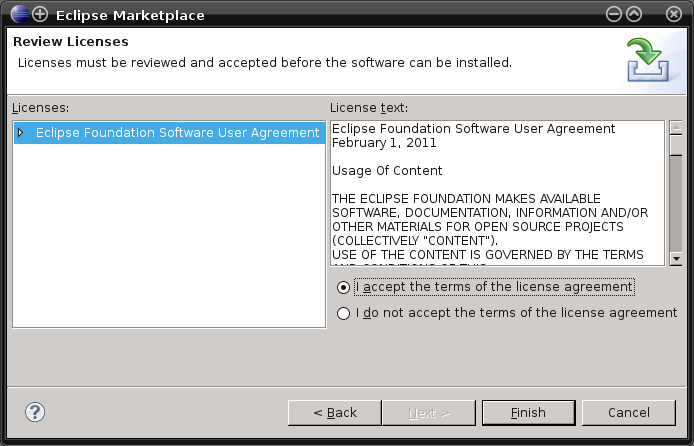 Eclipse Marketplace
Review Licenses
Licenses must be reviewed and accepted before the software can be installed.
Licenses:
Eclipse Foundation Software User Agreement
License text:
Eclipse Foundation Software User Agreement
February 1, 2011
Usage Of Content
THE ECLIPSE FOUNDATION MAKES AVAILABLE
SOFTWARE, DOCUMENTATION, INFORMATION AND/OR
OTHER MATERIALS FOR OPEN SOURCE PROJECTS
(COLLECTIVELY "CONTENT").
USE OF THE CONTENT IS GOVERNED BY THE TERMS
AND CONDITIONS OF THIS
I accept the terms of the license agreement
I do not accept the terms of the license agreement
?
< Back
Next >
Finish
Cancel